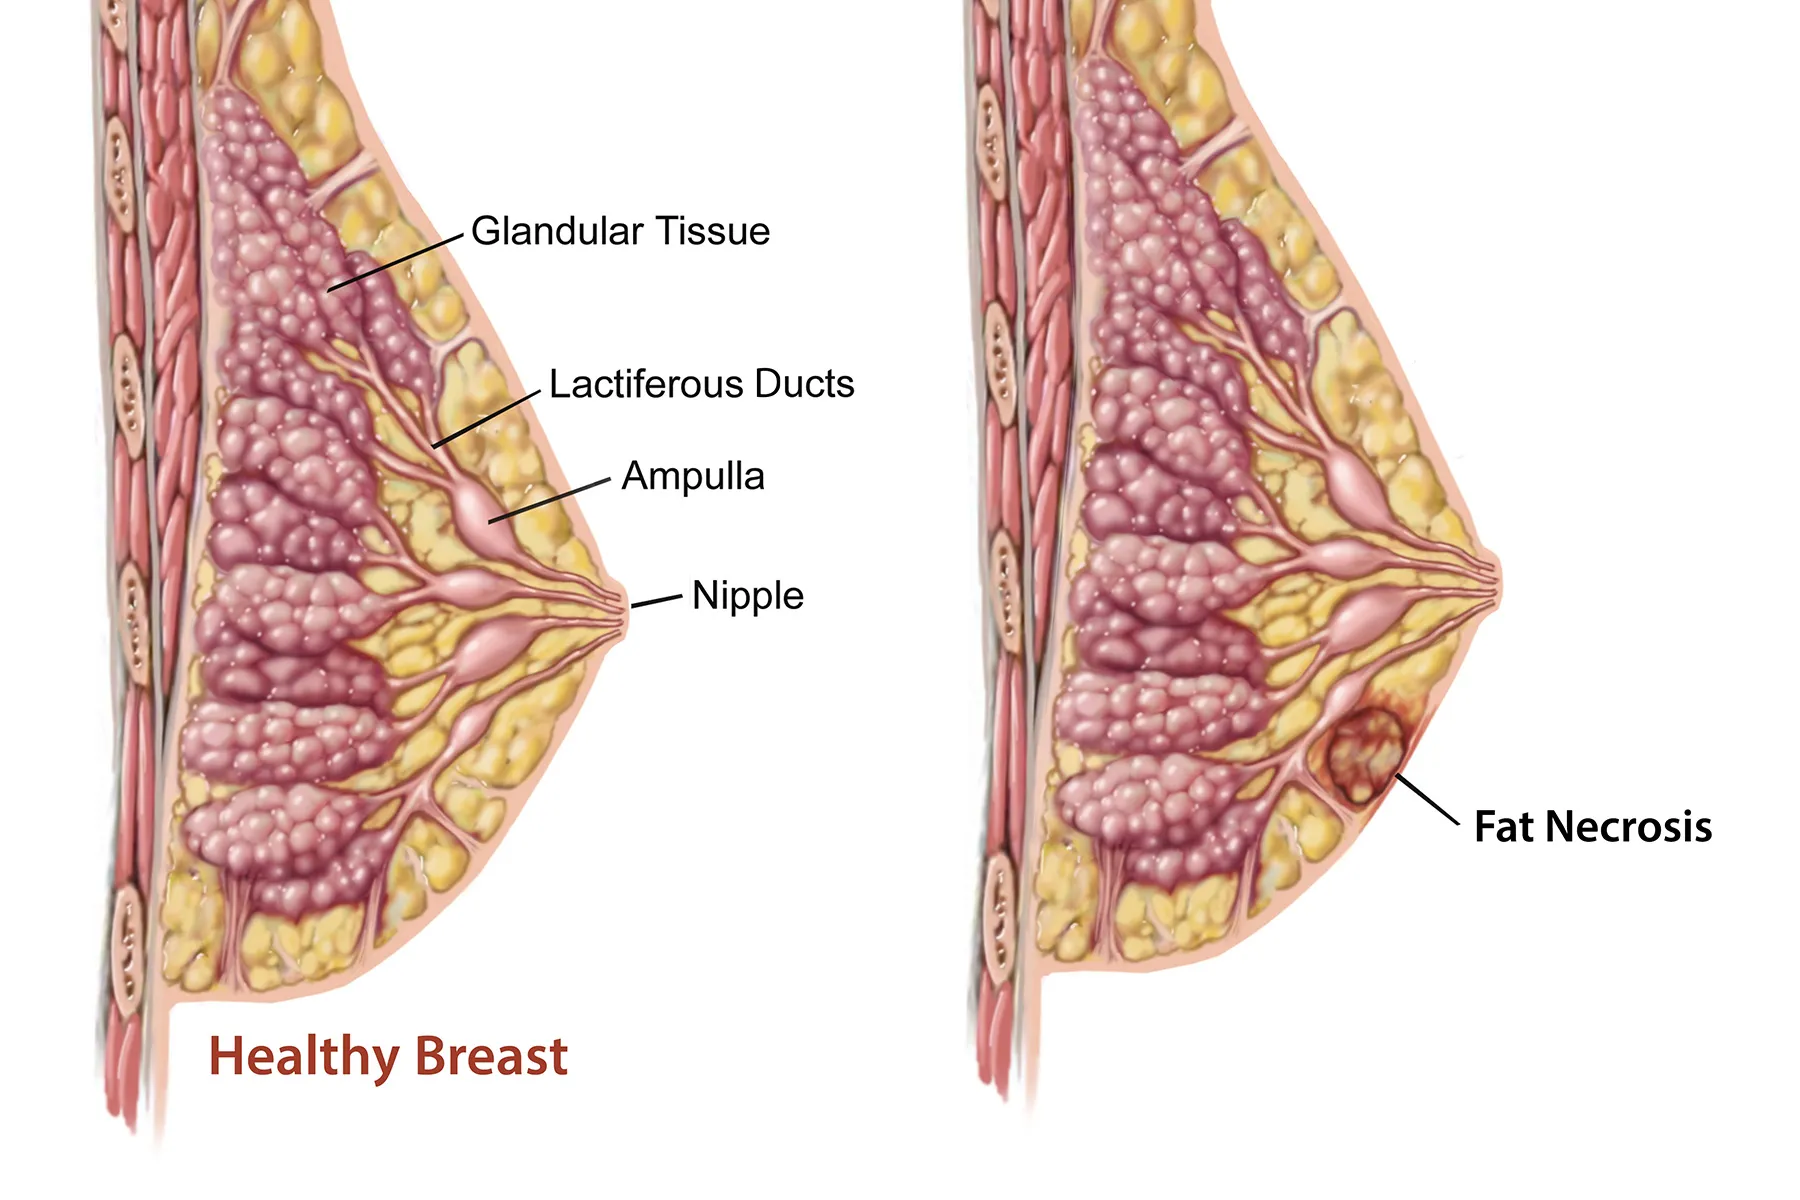 Glandular Tissue
Lactiferous Ducts
Ampulla
Nipple
Healthy Breast
Fat Necrosis